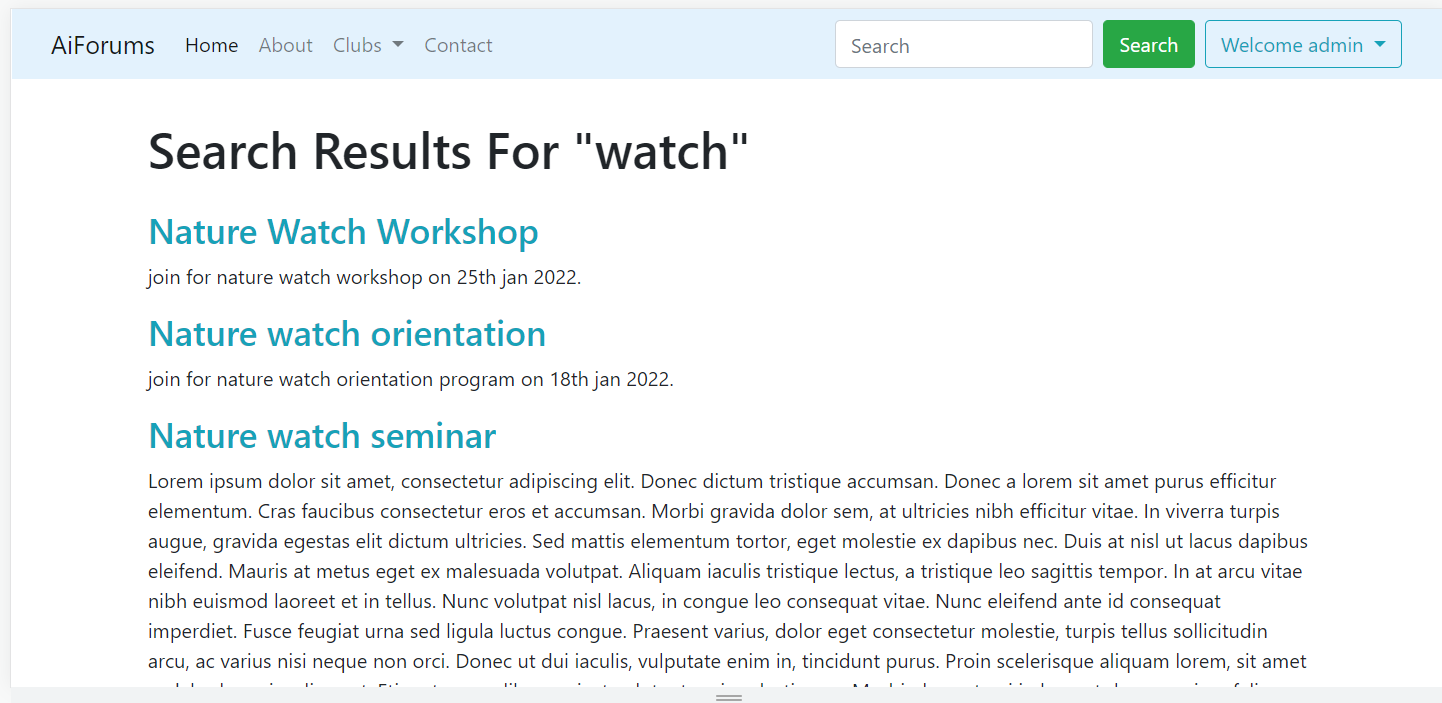 AiForums Home About Clubs Contact Search Search Welcome admin
Search Results For "watch"
Nature Watch Workshop
join for nature watch workshop on 25th jan 2022.
Nature watch orientation
join for nature watch orientation program on 18th jan 2022.
Nature watch seminar
Lorem ipsum dolor sit amet, consectetur adipiscing elit. Donec dictum tristique accumsan. Donec a lorem sit amet purus efficitur
elementum. Cras faucibus consectetur eros et accumsan. Morbi gravida dolor sem, at ultricies nibh efficitur vitae. In viverra turpis
augue, gravida egestas elit dictum ultricies. Sed mattis elementum tortor, eget molestie ex dapibus nec. Duis at nisl ut lacus dapibus
eleifend. Mauris at metus eget ex malesuada volutpat. Aliquam iaculis tristique lectus, a tristique leo sagittis tempor. In at arcu vitae
nibh euismod laoreet et in tellus. Nunc volutpat nisl lacus, in congue leo consequat vitae. Nunc eleifend ante id consequat
imperdiet. Fusce feugiat urna sed ligula luctus congue. Praesent varius, dolor eget consectetur molestie, turpis tellus sollicitudin
arcu, ac varius nisi neque non orci. Donec ut dui iaculis, vulputate enim in, tincidunt purus. Proin scelerisque aliquam lorem, sit amet